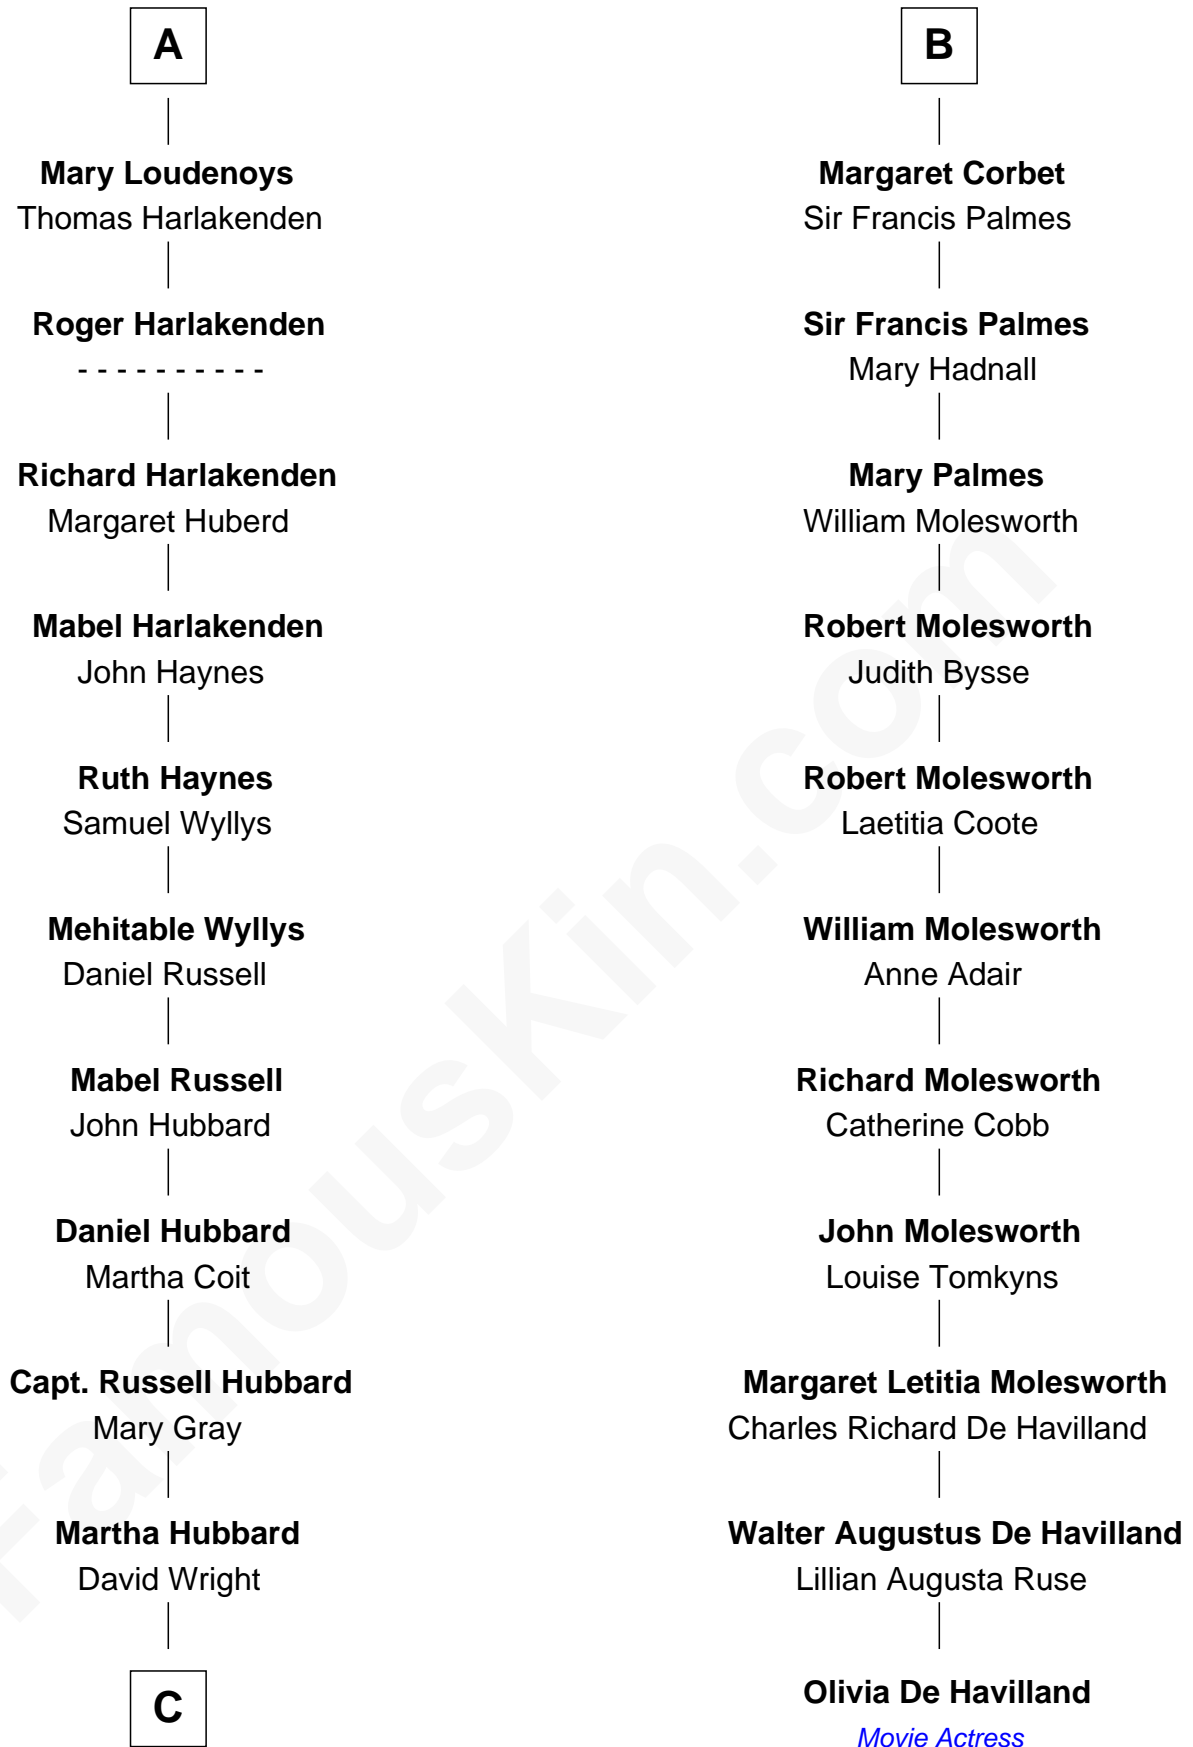 A
Mary Loudenoys
Thomas Harlakenden
Roger Harlakenden
- - - - - - - - - -
Richard Harlakenden
Margaret Huberd
Mabel Harlakenden
John Haynes
Ruth Haynes
Samuel Wyllys
Mehitable Wyllys
Daniel Russell
Mabel Russell
John Hubbard
Daniel Hubbard
Martha Coit
Capt. Russell Hubbard
Mary Gray
Martha Hubbard
David Wright
C
B
Margaret Corbet
Sir Francis Palmes
Sir Francis Palmes
Mary Hadnall
Mary Palmes
William Molesworth
Robert Molesworth
Judith Bysse
Robert Molesworth
Laetitia Coote
William Molesworth
Anne Adair
Richard Molesworth
Catherine Cobb
John Molesworth
Louise Tomkyns
Margaret Letitia Molesworth
Charles Richard De Havilland
Walter Augustus De Havilland
Lillian Augusta Ruse
Olivia De Havilland
Movie Actress
FamousKin.com